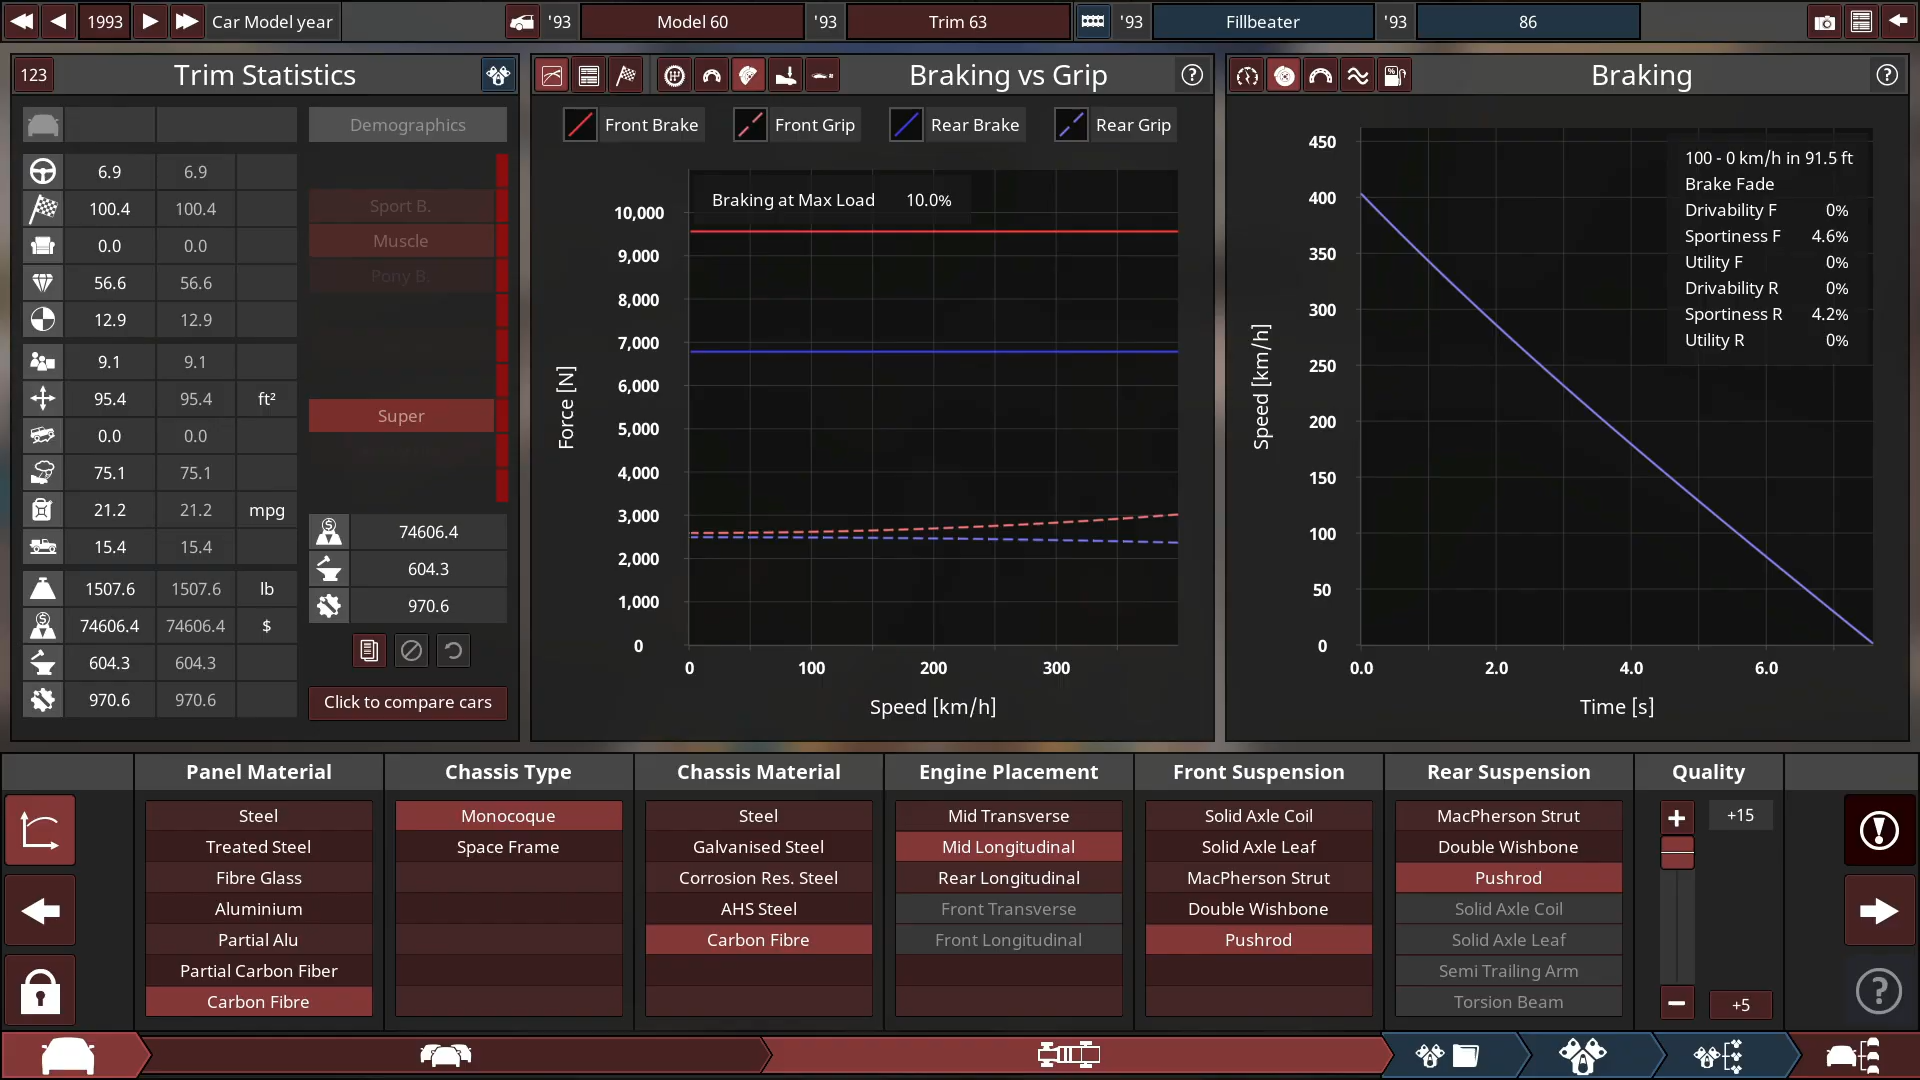 1993 Car Model year '93 Model 60 '93 Trim 63 '93 Fillbeater '93 86
123 Trim Statistics
Demographics
6.9 6.9
100.4 100.4
0.0 0.0
56.6 56.6
12.9 12.9
9.1 9.1
95.4 95.4 ft²
0.0 0.0
75.1 75.1
21.2 21.2 mpg
15.4 15.4
1507.6 1507.6 lb
74606.4 74606.4 $
604.3 604.3
970.6 970.6
Sport B.
Muscle
Pony B.
Super
74606.4
604.3
970.6
Click to compare cars
Braking vs Grip ?
Front Brake Front Grip Rear Brake Rear Grip
Braking at Max Load 10.0%
Force [N]
10,000
9,000
8,000
7,000
6,000
5,000
4,000
3,000
2,000
1,000
0
0 100 200 300
Speed [km/h]
Braking ?
100 - 0 km/h in 91.5 ft
Brake Fade
Drivability F 0%
Sportiness F 4.6%
Utility F 0%
Drivability R 0%
Sportiness R 4.2%
Utility R 0%
Speed [km/h]
450
400
350
300
250
200
150
100
50
0
0.0 2.0 4.0 6.0
Time [s]
Panel Material
Steel
Treated Steel
Fibre Glass
Aluminium
Partial Alu
Partial Carbon Fiber
Carbon Fibre
Chassis Type
Monocoque
Space Frame
Chassis Material
Steel
Galvanised Steel
Corrosion Res. Steel
AHS Steel
Carbon Fibre
Engine Placement
Mid Transverse
Mid Longitudinal
Rear Longitudinal
Front Transverse
Front Longitudinal
Front Suspension
Solid Axle Coil
Solid Axle Leaf
MacPherson Strut
Double Wishbone
Pushrod
Rear Suspension
MacPherson Strut
Double Wishbone
Pushrod
Solid Axle Coil
Solid Axle Leaf
Semi Trailing Arm
Torsion Beam
Quality
+15
+5